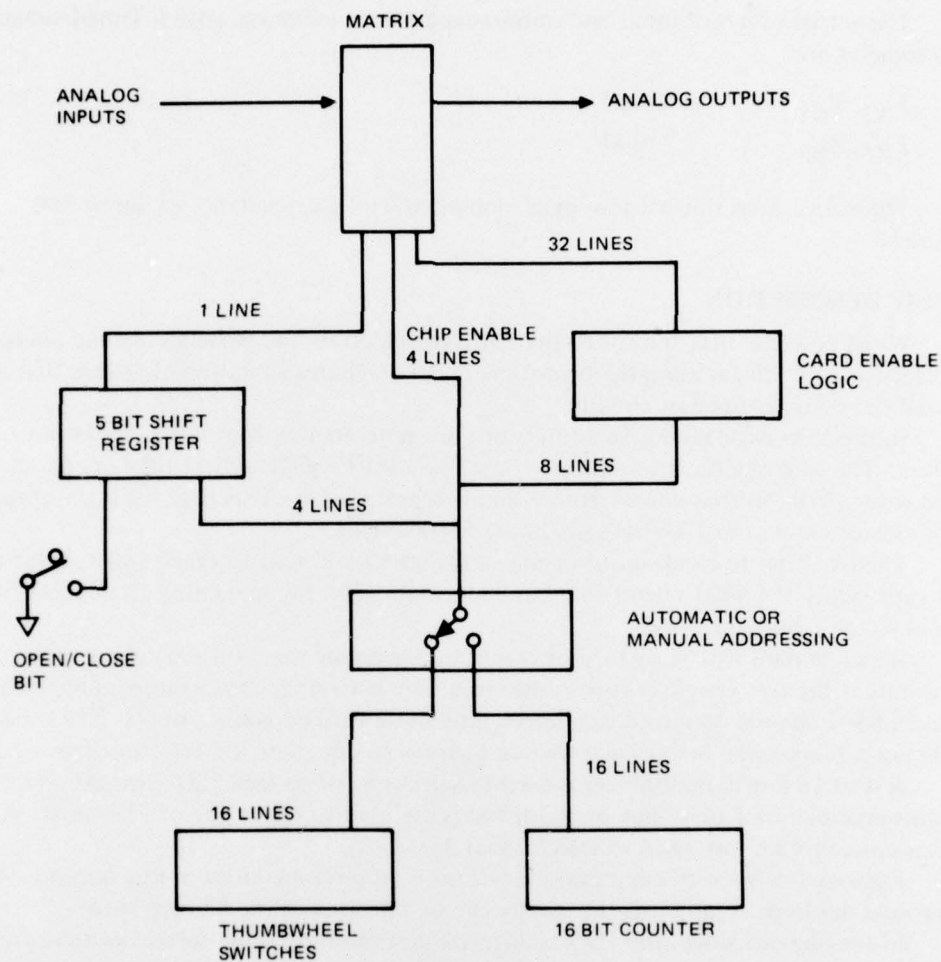 MATRIX
ANALOG
INPUTS
ANALOG OUTPUTS
32 LINES
1 LINE
CHIP ENABLE
4 LINES
CARD ENABLE
LOGIC
5 BIT SHIFT
REGISTER
8 LINES
4 LINES
AUTOMATIC OR
MANUAL ADDRESSING
OPEN/CLOSE
BIT
16 LINES
16 LINES
THUMBWHEEL
SWITCHES
16 BIT COUNTER